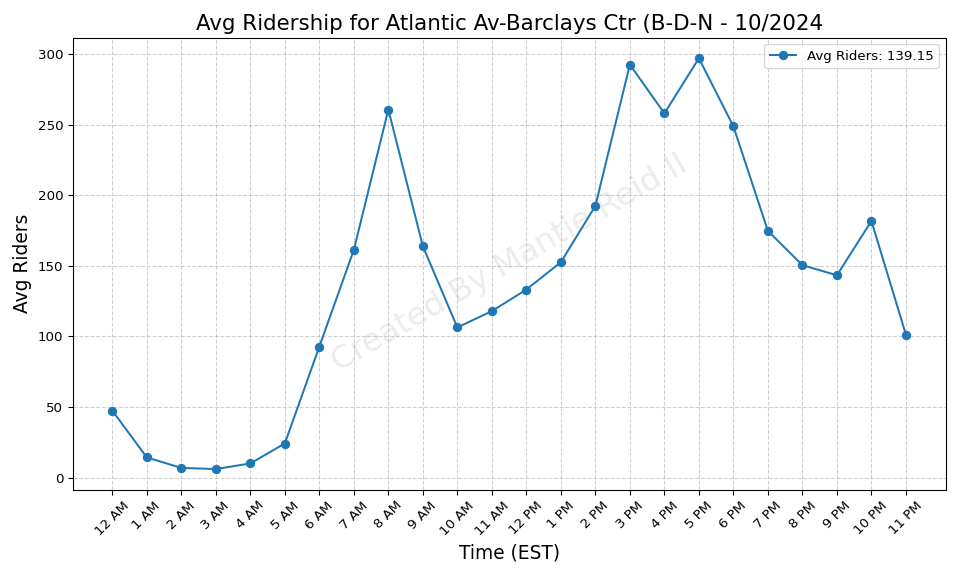 Avg Ridership for Atlantic Av-Barclays Ctr (B-D-N - 10/2024
Avg Riders: 139.15
Avg Riders
300
250
200
150
100
50
0
Created By Mantie Reid II
12 AM
1 AM
2 AM
3 AM
4 AM
5 AM
6 AM
7 AM
8 AM
9 AM
10 AM
11 AM
12 PM
1 PM
2 PM
3 PM
4 PM
5 PM
6 PM
7 PM
8 PM
9 PM
10 PM
11 PM
Time (EST)